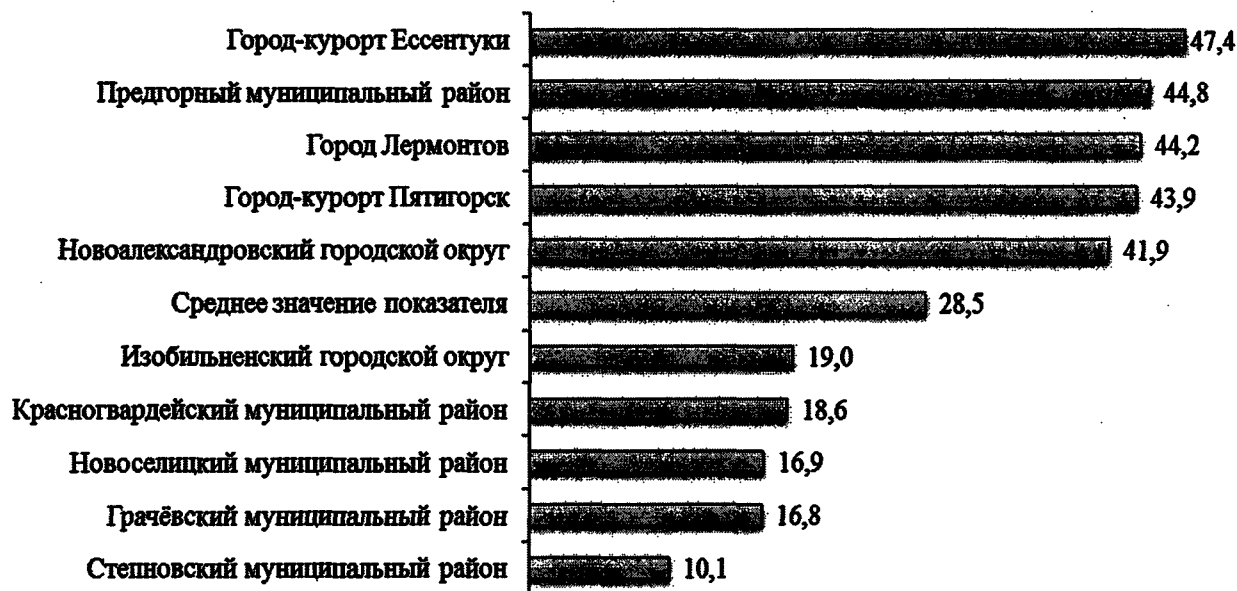 Город-курорт Ессентуки 47,4
Предгорный муниципальный район 44,8
Город Лермонтов 44,2
Город-курорт Пятигорск 43,9
Новоалександровский городской округ 41,9
Среднее значение показателя 28,5
Изобильненский городской округ 19,0
Красногвардейский муниципальный район 18,6
Новоселицкий муниципальный район 16,9
Грачёвский муниципальный район 16,8
Степновский муниципальный район 10,1